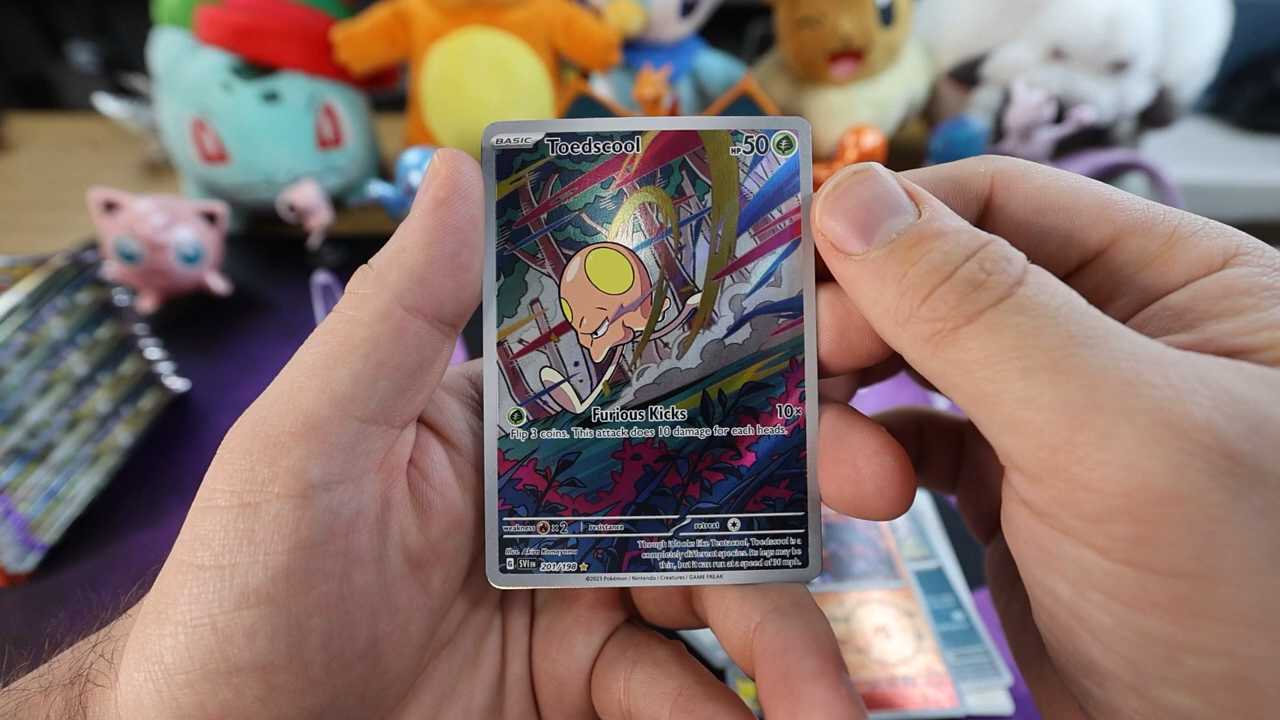 BASIC Toedscool HP 50
Furious Kicks 10×
Flip 3 coins. This attack does 10 damage for each heads.
weakness × 2 resistance retreat
Though it looks like Tentacool, Toedscool is a
completely different species. Its legs may be
thin, but it can run at a speed of 30 mph.
Illus. Akira Komayama
G SVI EN 201/198
©2023 Pokémon / Nintendo / Creatures / GAME FREAK